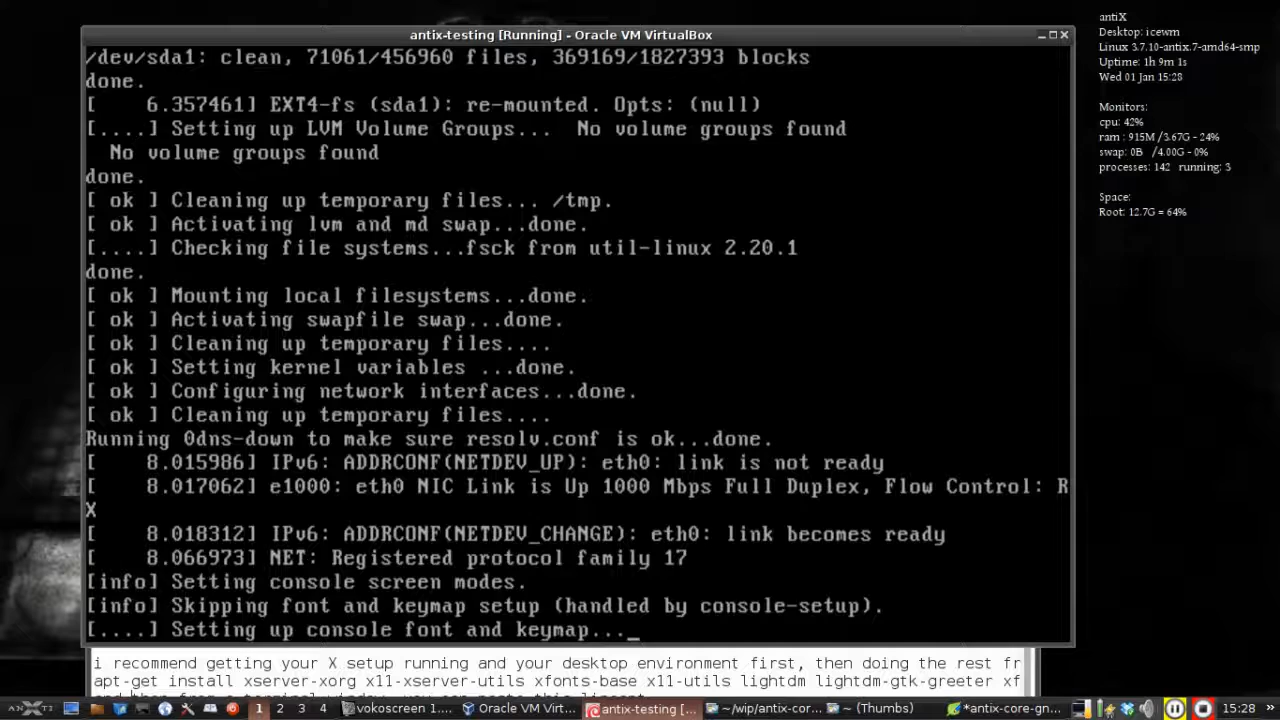 antix-testing [Running] - Oracle VM VirtualBox
/dev/sda1: clean, 71061/456960 files, 369169/1827393 blocks
done.
[    6.357461] EXT4-fs (sda1): re-mounted. Opts: (null)
[....] Setting up LVM Volume Groups...  No volume groups found
  No volume groups found
done.
[ ok ] Cleaning up temporary files... /tmp.
[ ok ] Activating lvm and md swap...done.
[....] Checking file systems...fsck from util-linux 2.20.1
done.
[ ok ] Mounting local filesystems...done.
[ ok ] Activating swapfile swap...done.
[ ok ] Cleaning up temporary files....
[ ok ] Setting kernel variables ...done.
[ ok ] Configuring network interfaces...done.
[ ok ] Cleaning up temporary files....
Running 0dns-down to make sure resolv.conf is ok...done.
[    8.015986] IPv6: ADDRCONF(NETDEV_UP): eth0: link is not ready
[    8.017062] e1000: eth0 NIC Link is Up 1000 Mbps Full Duplex, Flow Control: R
X
[    8.018312] IPv6: ADDRCONF(NETDEV_CHANGE): eth0: link becomes ready
[    8.066973] NET: Registered protocol family 17
[info] Setting console screen modes.
[info] Skipping font and keymap setup (handled by console-setup).
[....] Setting up console font and keymap..._
i recommend getting your X setup running and your desktop environment first, then doing the rest fr
apt-get install xserver-xorg x11-xserver-utils xfonts-base x11-utils lightdm lightdm-gtk-greeter xf
antiX
Desktop: icewm
Linux 3.7.10-antix.7-amd64-smp
Uptime: 1h 9m 1s
Wed 01 Jan 15:28
Monitors:
cpu: 42%
ram : 915M /3.67G - 24%
swap: 0B /4.00G - 0%
processes: 142 running: 3
Space:
Root: 12.7G = 64%
ANTIX
1 2 3 4
vokoscreen 1....
Oracle VM Virt...
antix-testing [...
~/wip/antix-cor...
~ (Thumbs)
*antix-core-gn...
15:28